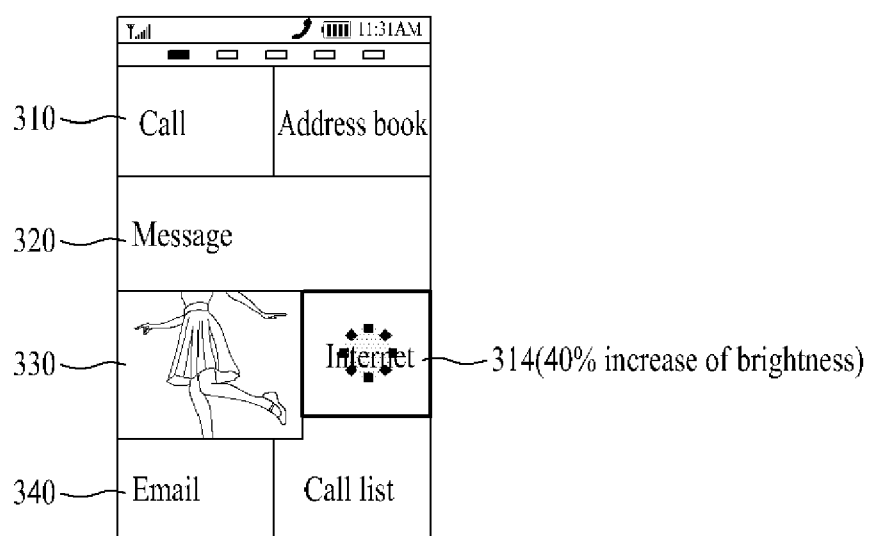 11:31AM
310 Call Address book
320 Message
330 Internet 314(40% increase of brightness)
340 Email Call list